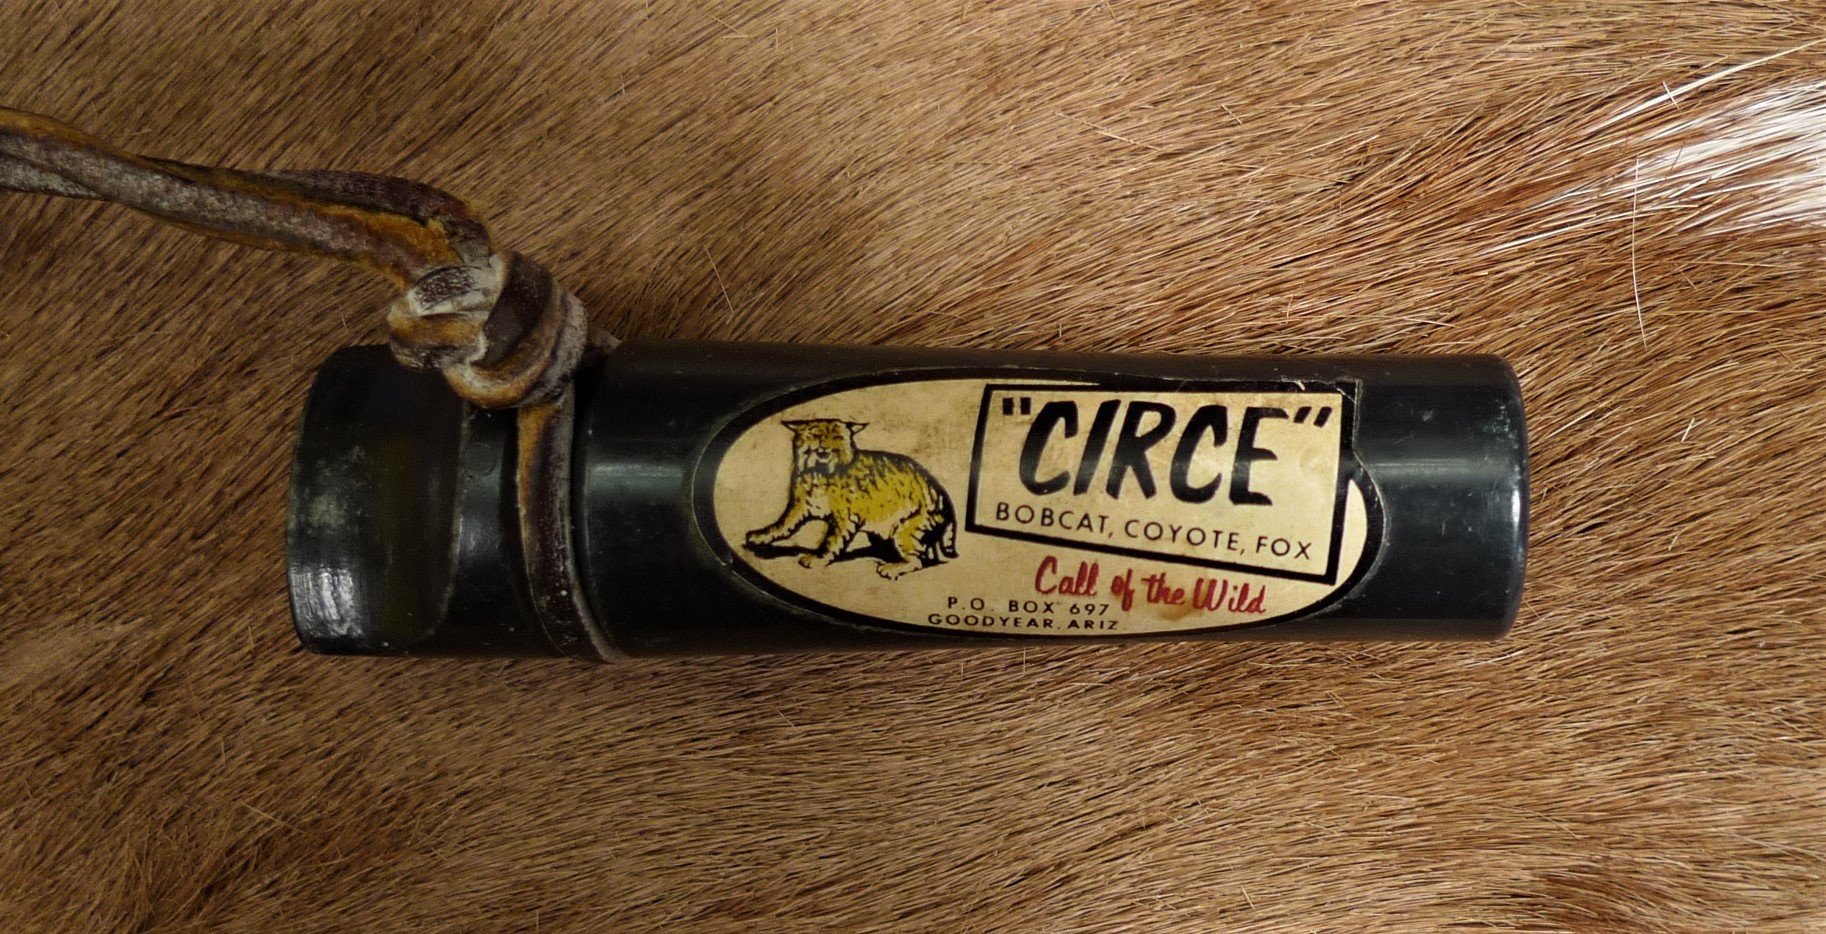 "CIRCE"
BOBCAT, COYOTE, FOX
Call of the Wild
P.O. BOX 697
GOODYEAR, ARIZ.